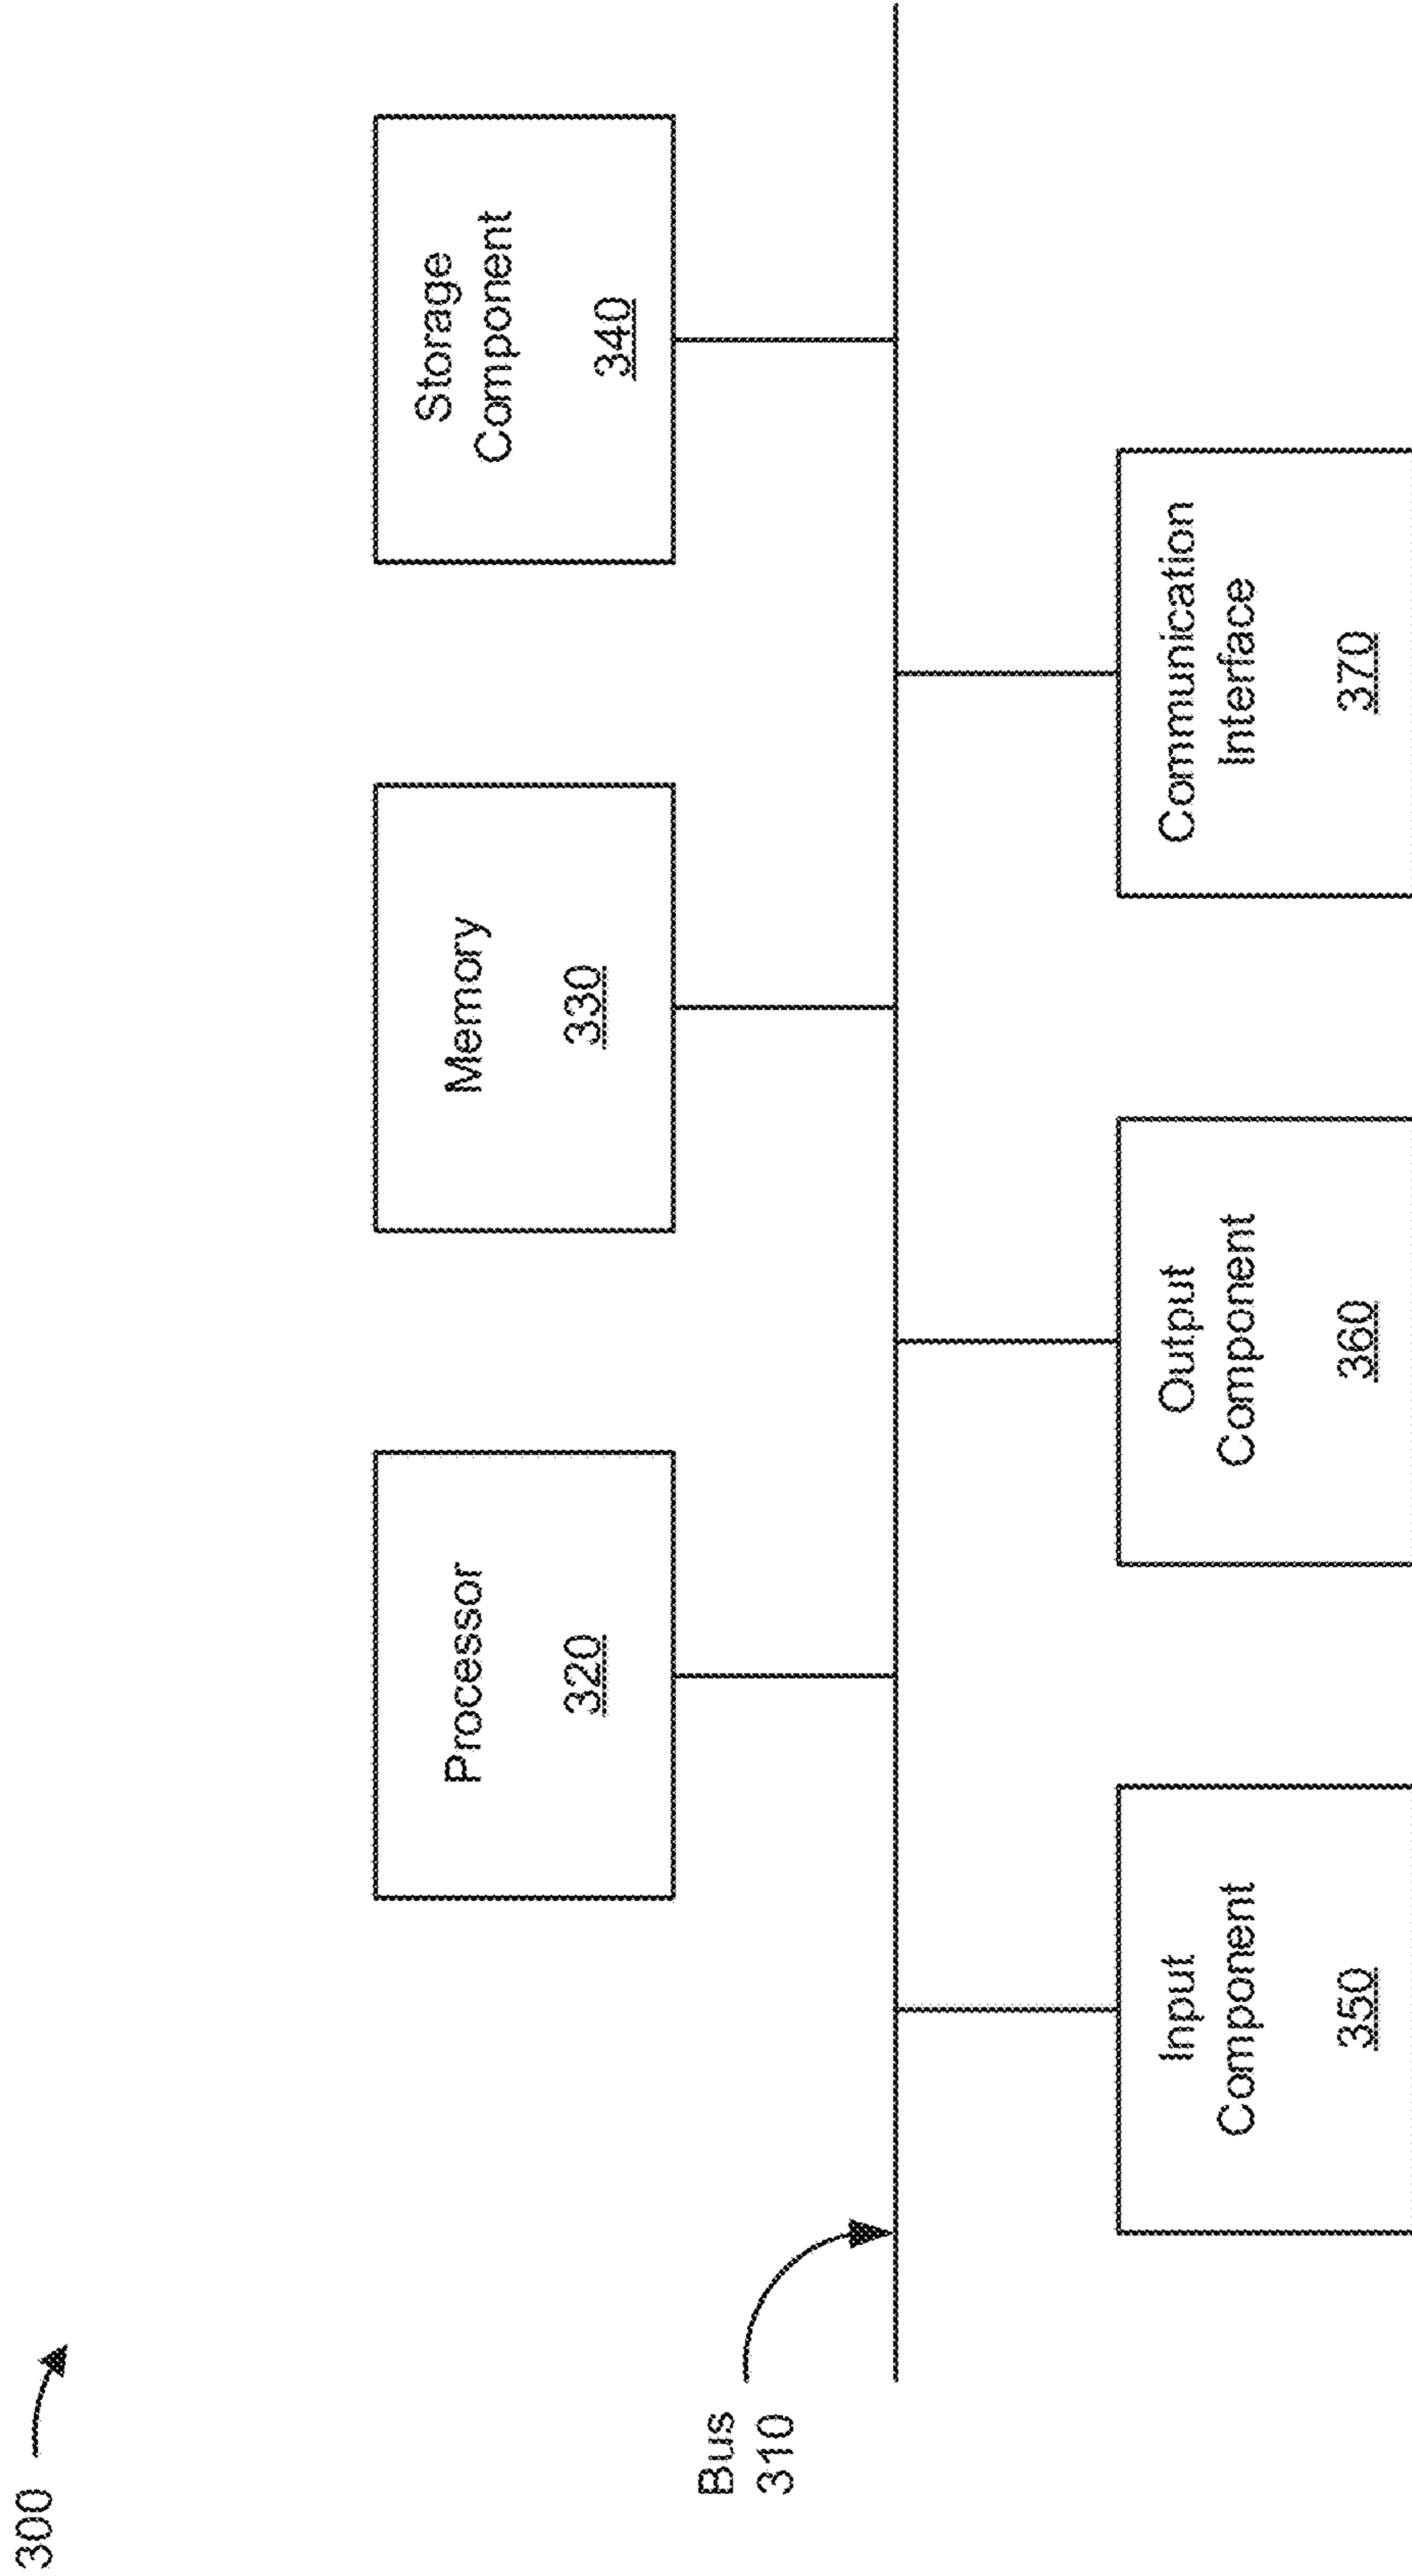 300
Processor
320
Memory
330
Storage
Component
340
Bus
310
Input
Component
350
Output
Component
360
Communication
Interface
370